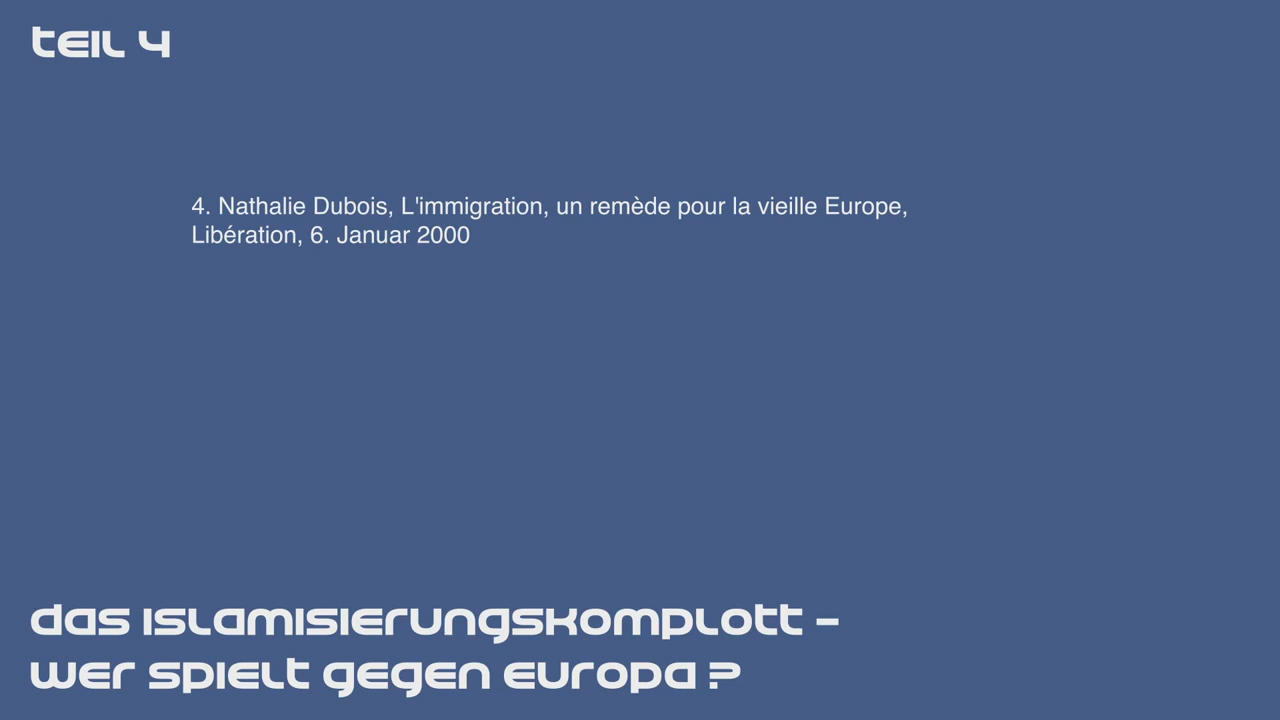 teil 4
4. Nathalie Dubois, L'immigration, un remède pour la vieille Europe,
Libération, 6. Januar 2000
das islamisierungskomplott –
wer spielt gegen europa ?